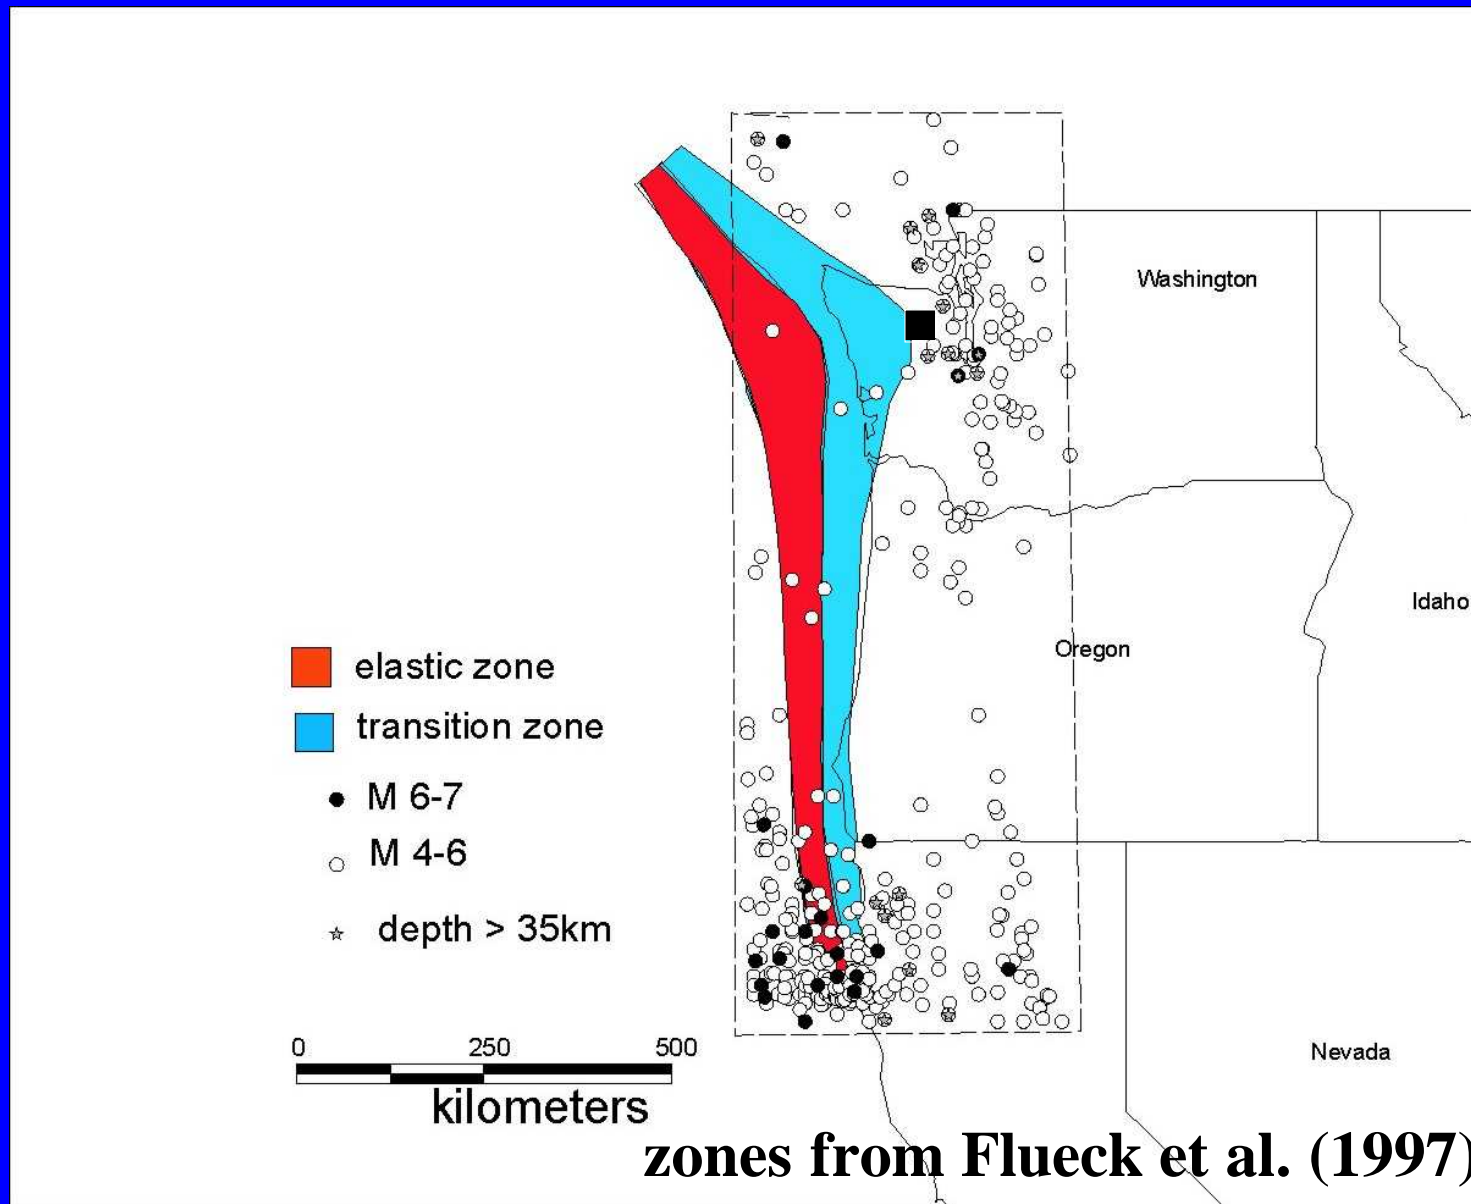 Washington
Idaho
Oregon
elastic zone
transition zone
M 6-7
M 4-6
depth > 35km
0 250 500
kilometers
Nevada
zones from Flueck et al. (1997)